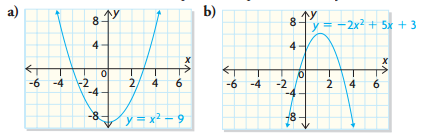 a)
y
8
4
x
-6 -4 -2 0 2 4 6
-4
-8
y = x² – 9
b)
y
8
y = –2x² + 5x + 3
4
x
-6 -4 -2 0 2 4 6
-4
-8